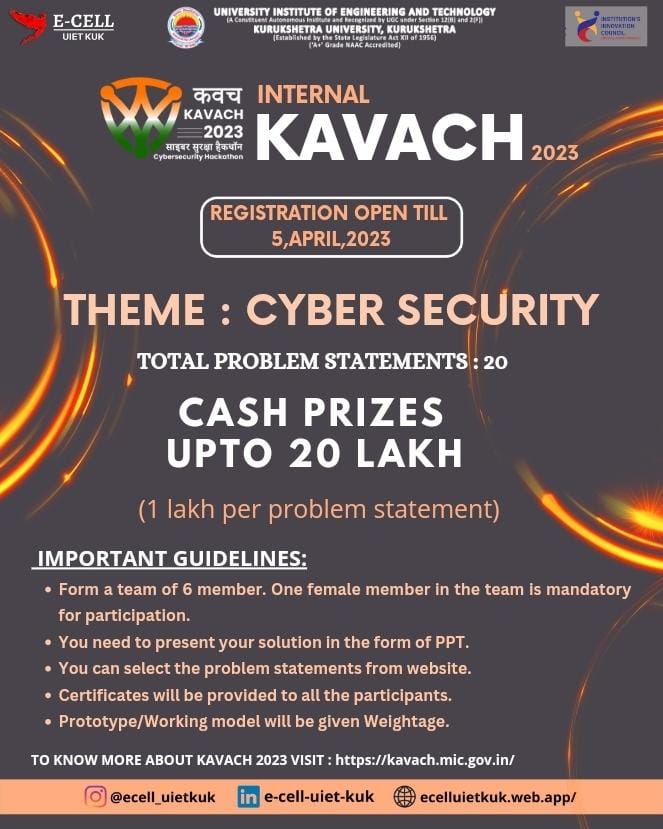 E-CELL
UIET KUK
UNIVERSITY INSTITUTE OF ENGINEERING AND TECHNOLOGY
(A Constituent Autonomous Institute and Recognized by UGC under Section 12(B) and 2(F))
KURUKSHETRA UNIVERSITY, KURUKSHETRA
(Established by the State Legislature Act XII of 1956)
('A+' Grade NAAC Accredited)
INSTITUTION'S
INNOVATION
COUNCIL
कवच
KAVACH
2023
साइबर सुरक्षा हैकथॉन
Cybersecurity Hackathon
INTERNAL
KAVACH 2023
REGISTRATION OPEN TILL
5,APRIL,2023
THEME : CYBER SECURITY
TOTAL PROBLEM STATEMENTS : 20
CASH PRIZES
UPTO 20 LAKH
(1 lakh per problem statement)
IMPORTANT GUIDELINES:
• Form a team of 6 member. One female member in the team is mandatory
for participation.
• You need to present your solution in the form of PPT.
• You can select the problem statements from website.
• Certificates will be provided to all the participants.
• Prototype/Working model will be given Weightage.
TO KNOW MORE ABOUT KAVACH 2023 VISIT : https://kavach.mic.gov.in/
@ecell_uietkuk
in e-cell-uiet-kuk
ecelluietkuk.web.app/